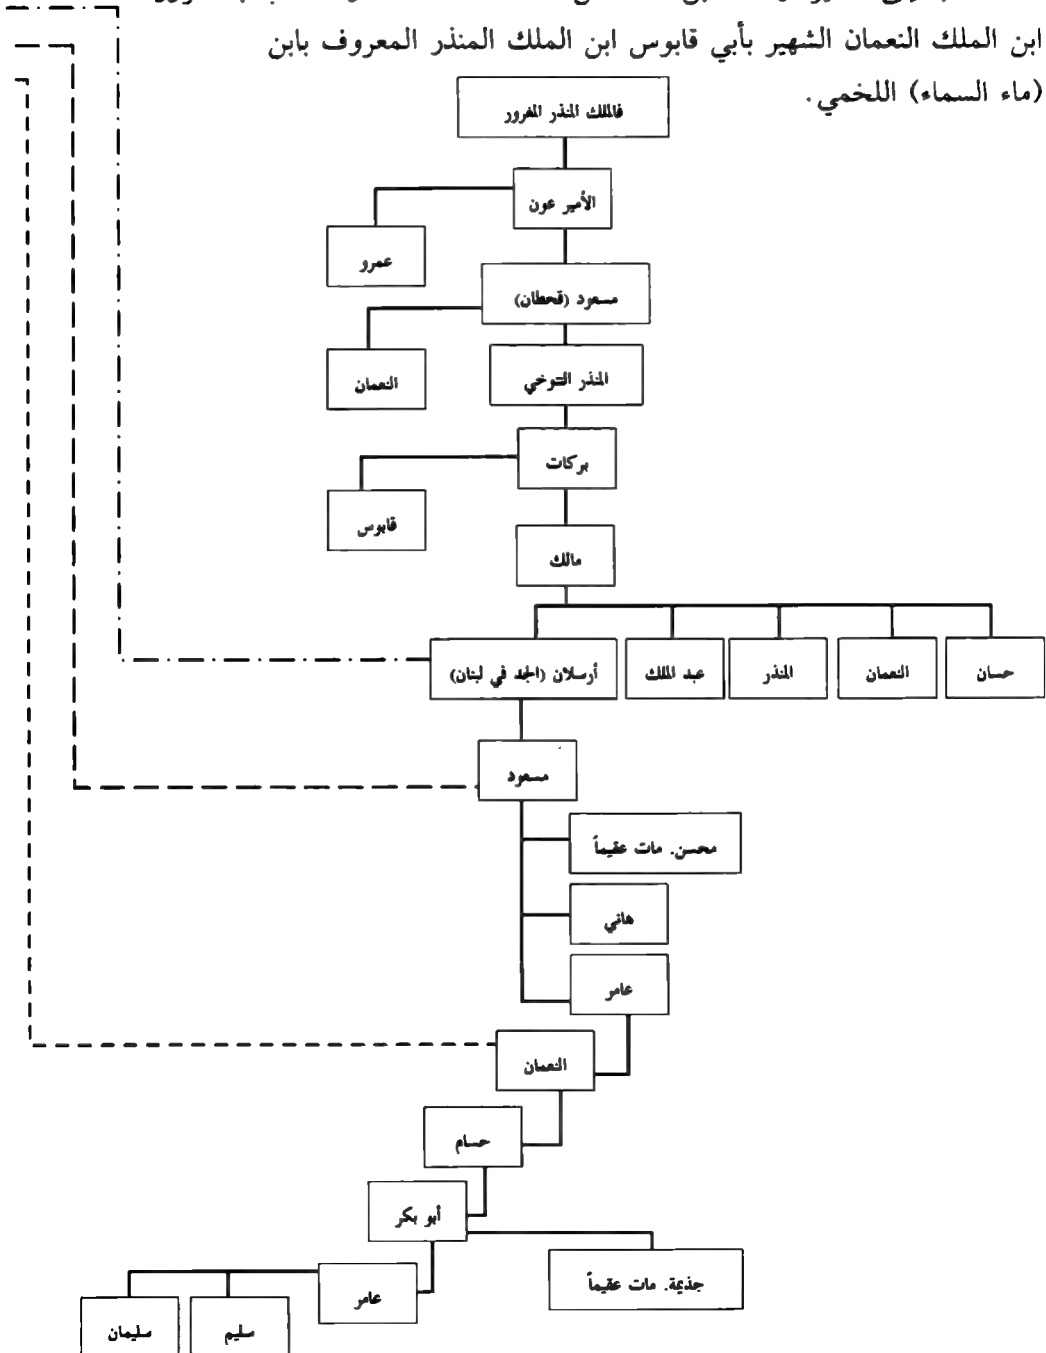 ابن الملك النعمان الشهير بأبي قابوس ابن الملك المنذر المعروف بابن
(ماء السماء) اللخمي.
فالملك المنذر المغرور
الأمير عون
عمرو
مسعود (قحطان)
النعمان
المنذر التنوخي
بركات
قابوس
مالك
حسان
النعمان
المنذر
عبد الملك
أرسلان (الجد في لبنان)
مسعود
محسن. مات عقيماً
هاني
عامر
النعمان
حسام
أبو بكر
جذيمة. مات عقيماً
عامر
سليم
سليمان